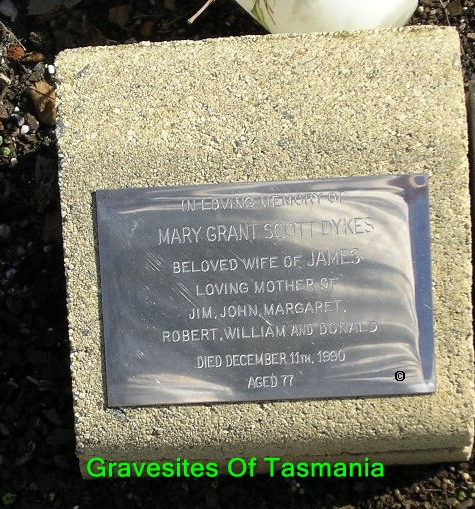 IN LOVING MEMORY OF
MARY GRANT SCOTT DYKES
BELOVED WIFE OF JAMES
LOVING MOTHER OF
JIM, JOHN, MARGARET,
ROBERT, WILLIAM AND DONALD
DIED DECEMBER 11TH, 1990
AGED 77
©
Gravesites Of Tasmania